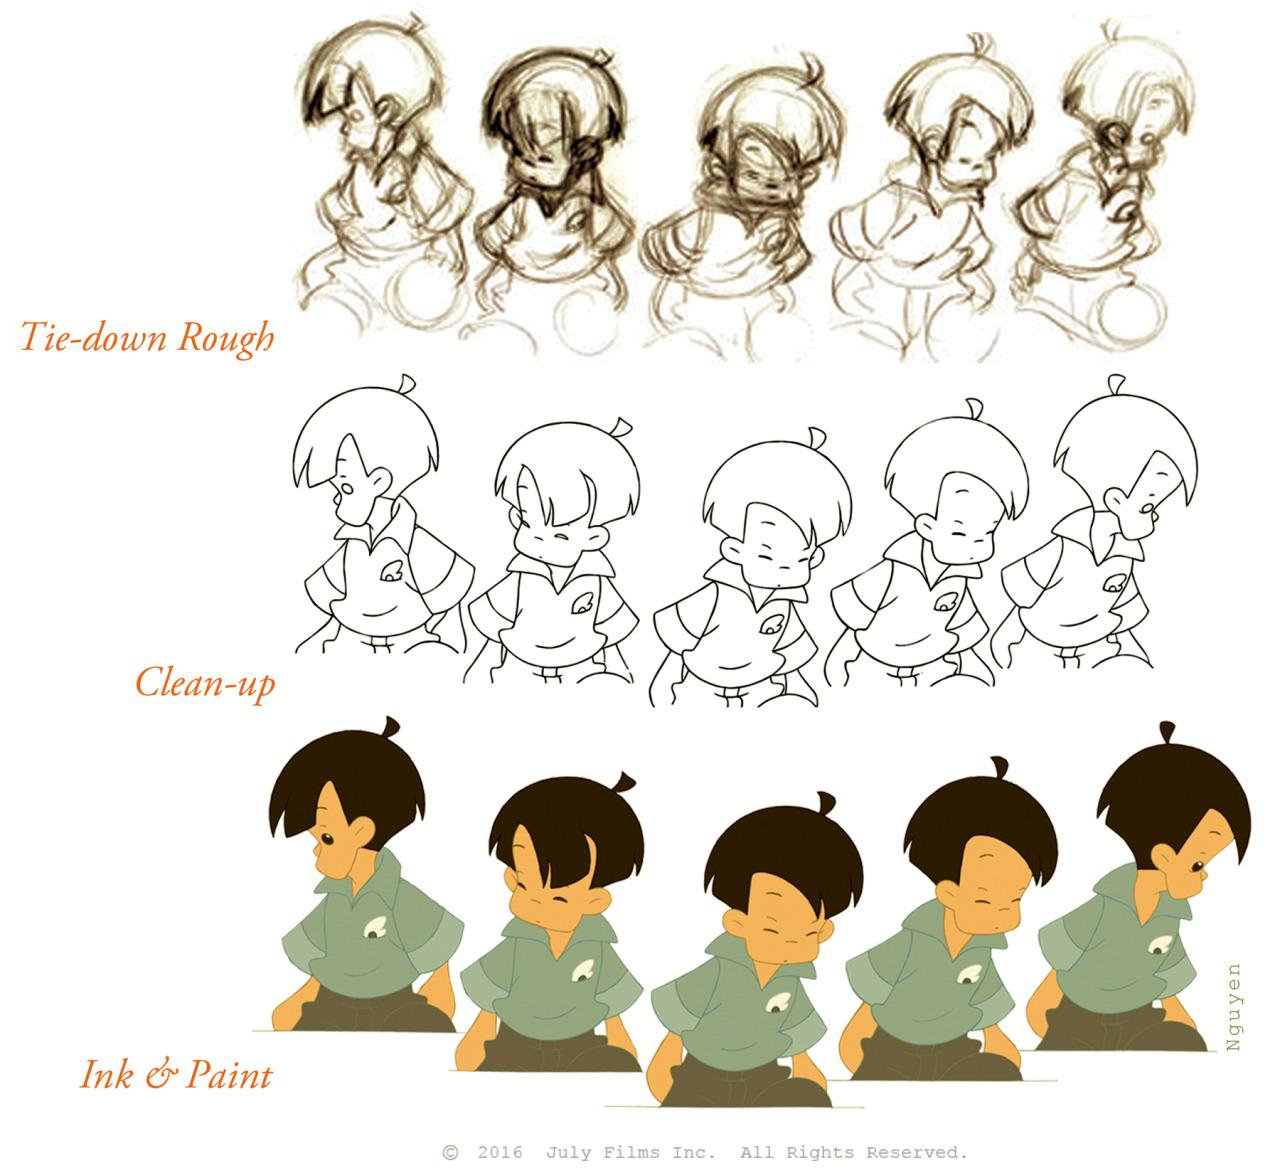 Tie-down Rough
Clean-up
Ink & Paint
Nguyen
© 2016 July Films Inc. All Rights Reserved.